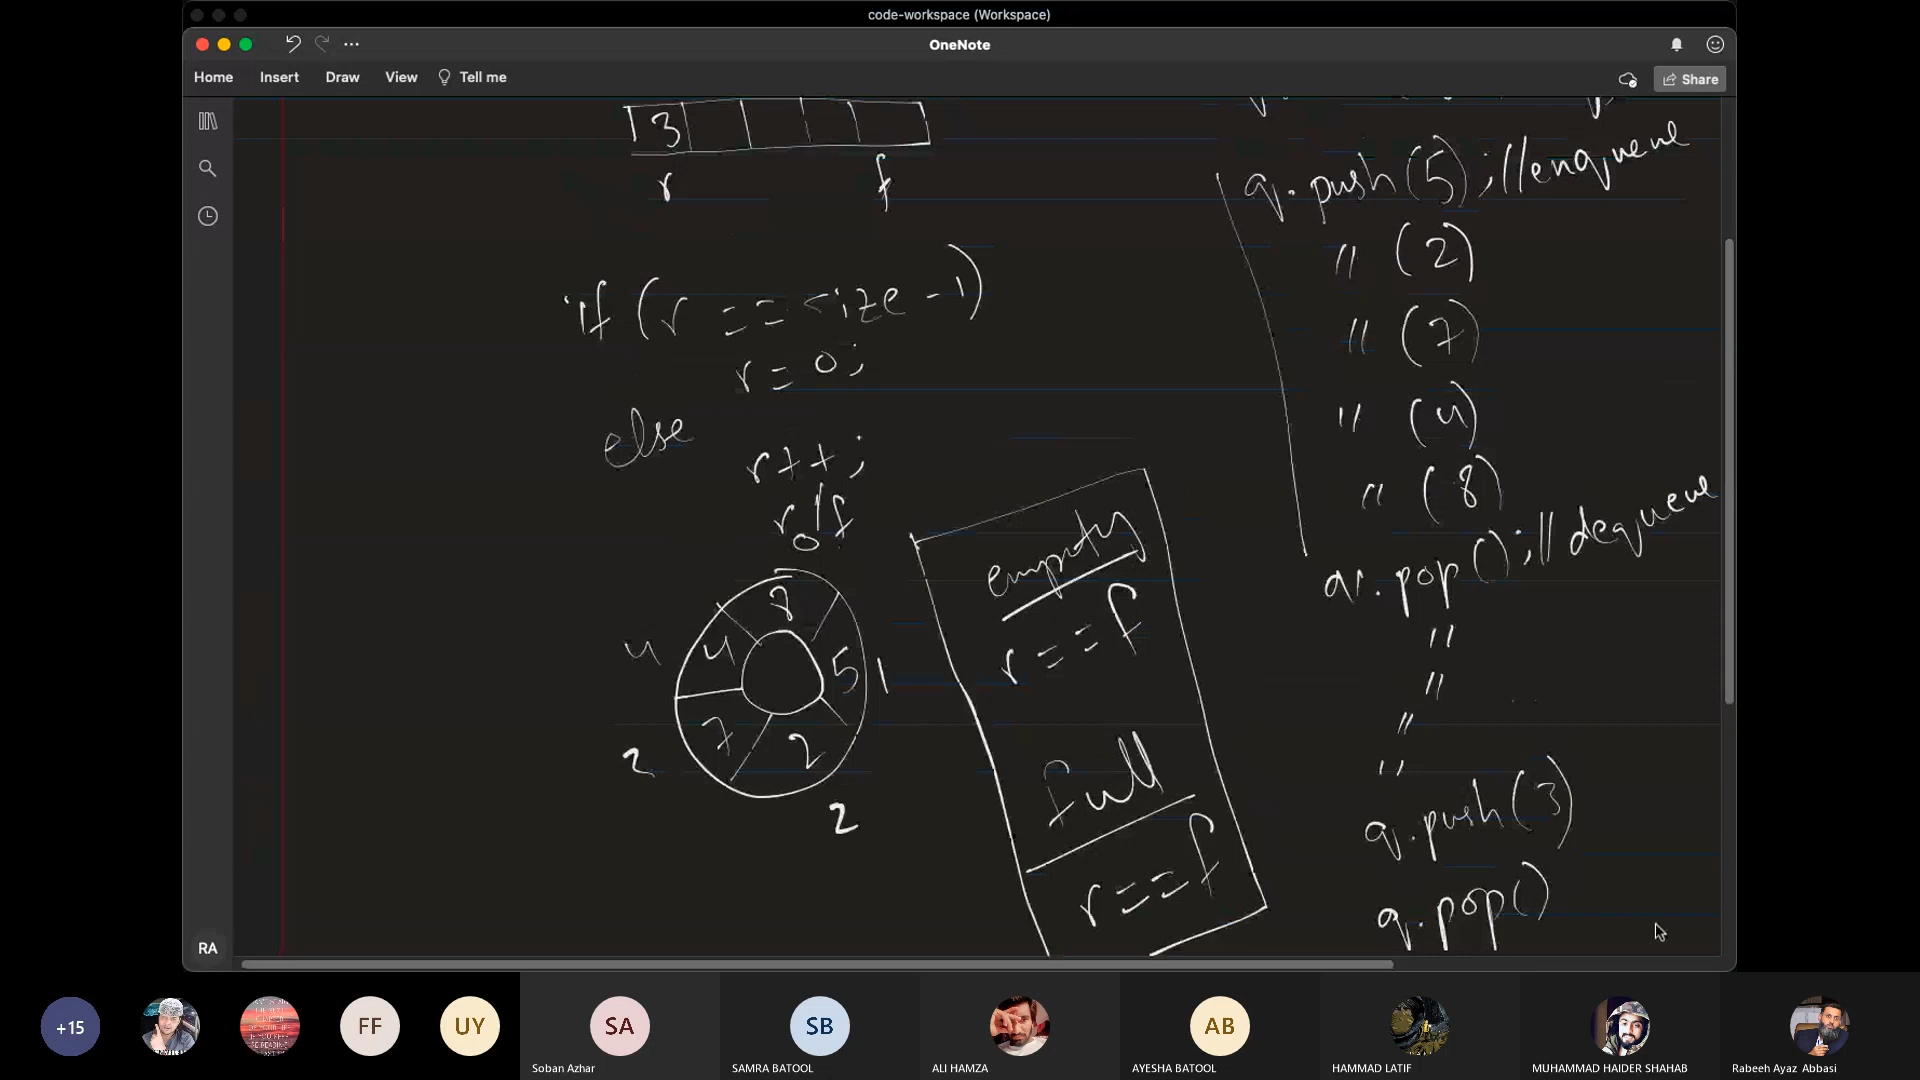 code-workspace (Workspace)
OneNote
Home Insert Draw View Tell me
Share
3
r f
if (r == size -1)
r = 0;
else
r++;
r/f
0
8
4 4 5 1
7 2
2
2
empty
r == f
full
r == f
q.push(5);//enqueue
" (2)
" (7)
" (4)
" (8)
q.pop();//dequeue
"
"
"
"
q.push(3)
q.pop()
RA
+15 FF UY SA SB AB
Soban Azhar SAMRA BATOOL ALI HAMZA AYESHA BATOOL HAMMAD LATIF MUHAMMAD HAIDER SHAHAB Rabeeh Ayaz Abbasi